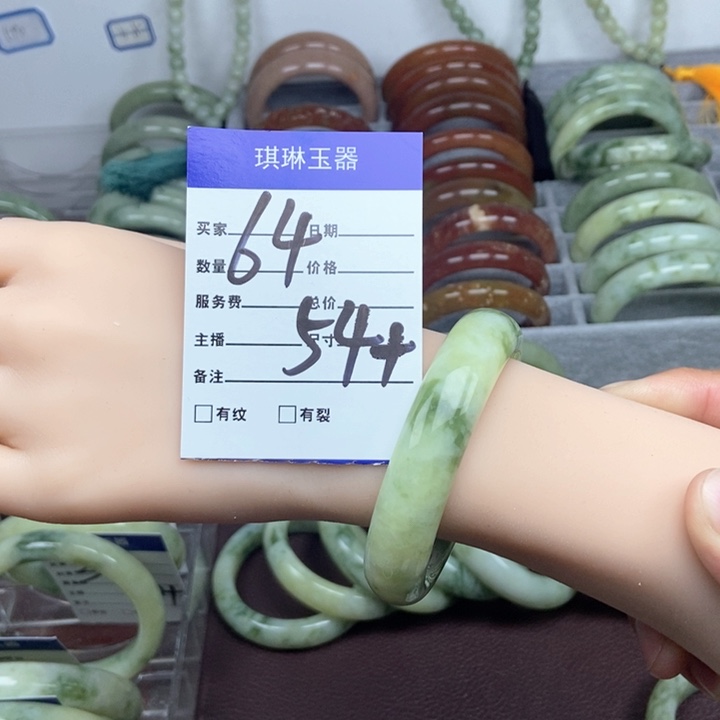 琪琳玉器
买家 64 日期
数量 价格
服务费 总价
主播 尺寸 54+
备注
有纹 有裂